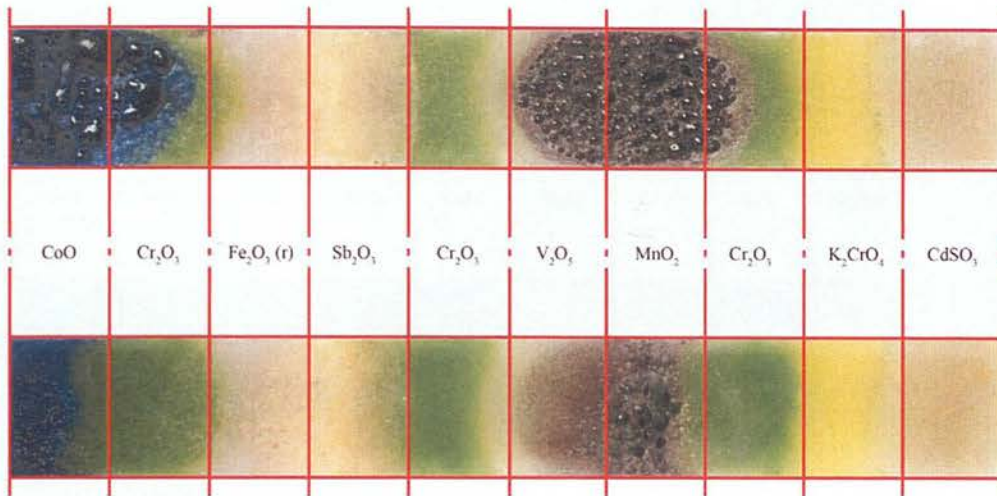 CoO Cr₂O₃ Fe₂O₃ (r) Sb₂O₃ Cr₂O₃ V₂O₅ MnO₂ Cr₂O₃ K₂CrO₄ CdSO₃